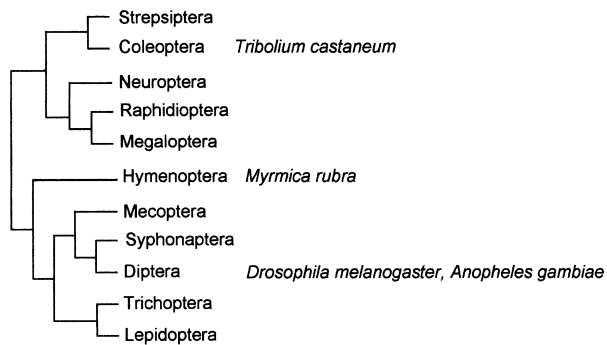 Strepsiptera
Coleoptera Tribolium castaneum
Neuroptera
Raphidioptera
Megaloptera
Hymenoptera Myrmica rubra
Mecoptera
Syphonaptera
Diptera Drosophila melanogaster, Anopheles gambiae
Trichoptera
Lepidoptera